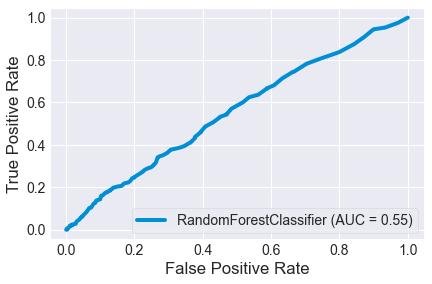 1.0
0.8
0.6
0.4
0.2
0.0
True Positive Rate
RandomForestClassifier (AUC = 0.55)
0.0 0.2 0.4 0.6 0.8 1.0
False Positive Rate